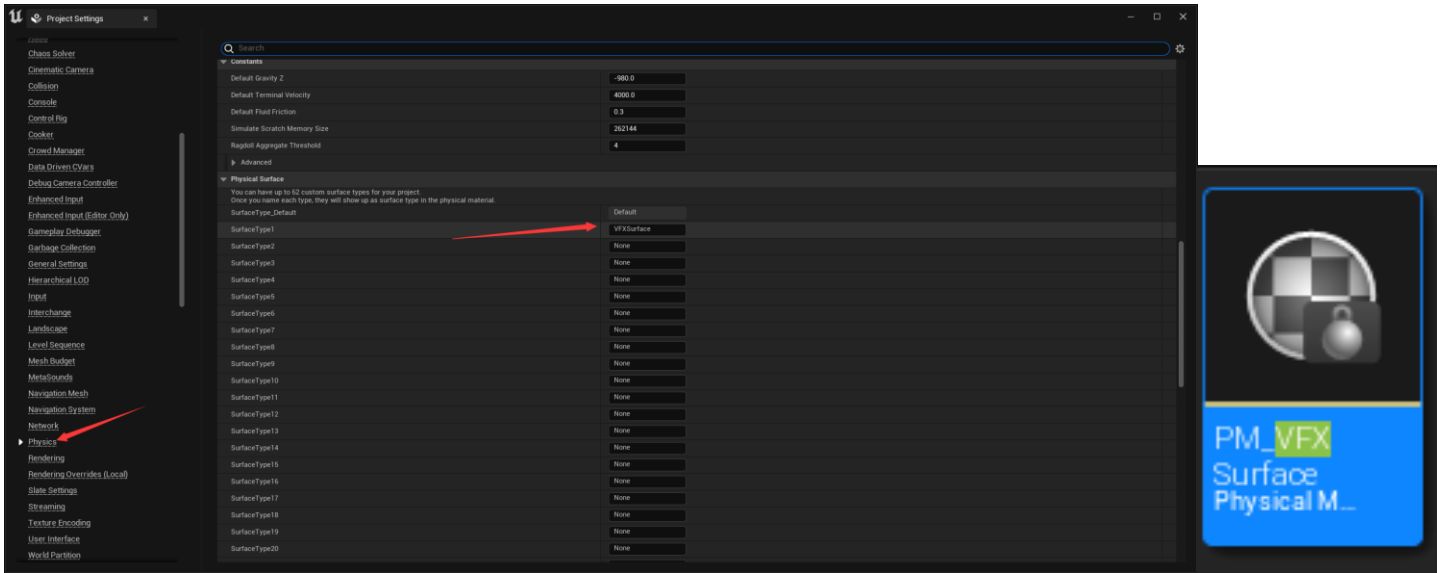 Project Settings
Chaos Solver
Cinematic Camera
Collision
Console
Control Rig
Cooker
Crowd Manager
Data Driven CVars
Debug Camera Controller
Enhanced Input
Enhanced Input (Editor Only)
Gameplay Debugger
Garbage Collection
General Settings
Hierarchical LOD
Input
Interchange
Landscape
Level Sequence
Mesh Budget
MetaSounds
Navigation Mesh
Navigation System
Network
Physics
Rendering
Rendering Overrides (Local)
Slate Settings
Streaming
Texture Encoding
User Interface
World Partition
Search
Constants
Default Gravity Z -980.0
Default Terminal Velocity 4000.0
Default Fluid Friction 0.3
Simulate Scratch Memory Size 262144
Ragdoll Aggregate Threshold 4
Advanced
Physical Surface
You can have up to 62 custom surface types for your project.
Once you name each type, they will show up as surface type in the physical material.
SurfaceType_Default Default
SurfaceType1 VFXSurface
SurfaceType2 None
SurfaceType3 None
SurfaceType4 None
SurfaceType5 None
SurfaceType6 None
SurfaceType7 None
SurfaceType8 None
SurfaceType9 None
SurfaceType10 None
SurfaceType11 None
SurfaceType12 None
SurfaceType13 None
SurfaceType14 None
SurfaceType15 None
SurfaceType16 None
SurfaceType17 None
SurfaceType18 None
SurfaceType19 None
SurfaceType20 None
PM_VFX
Surface
Physical M...